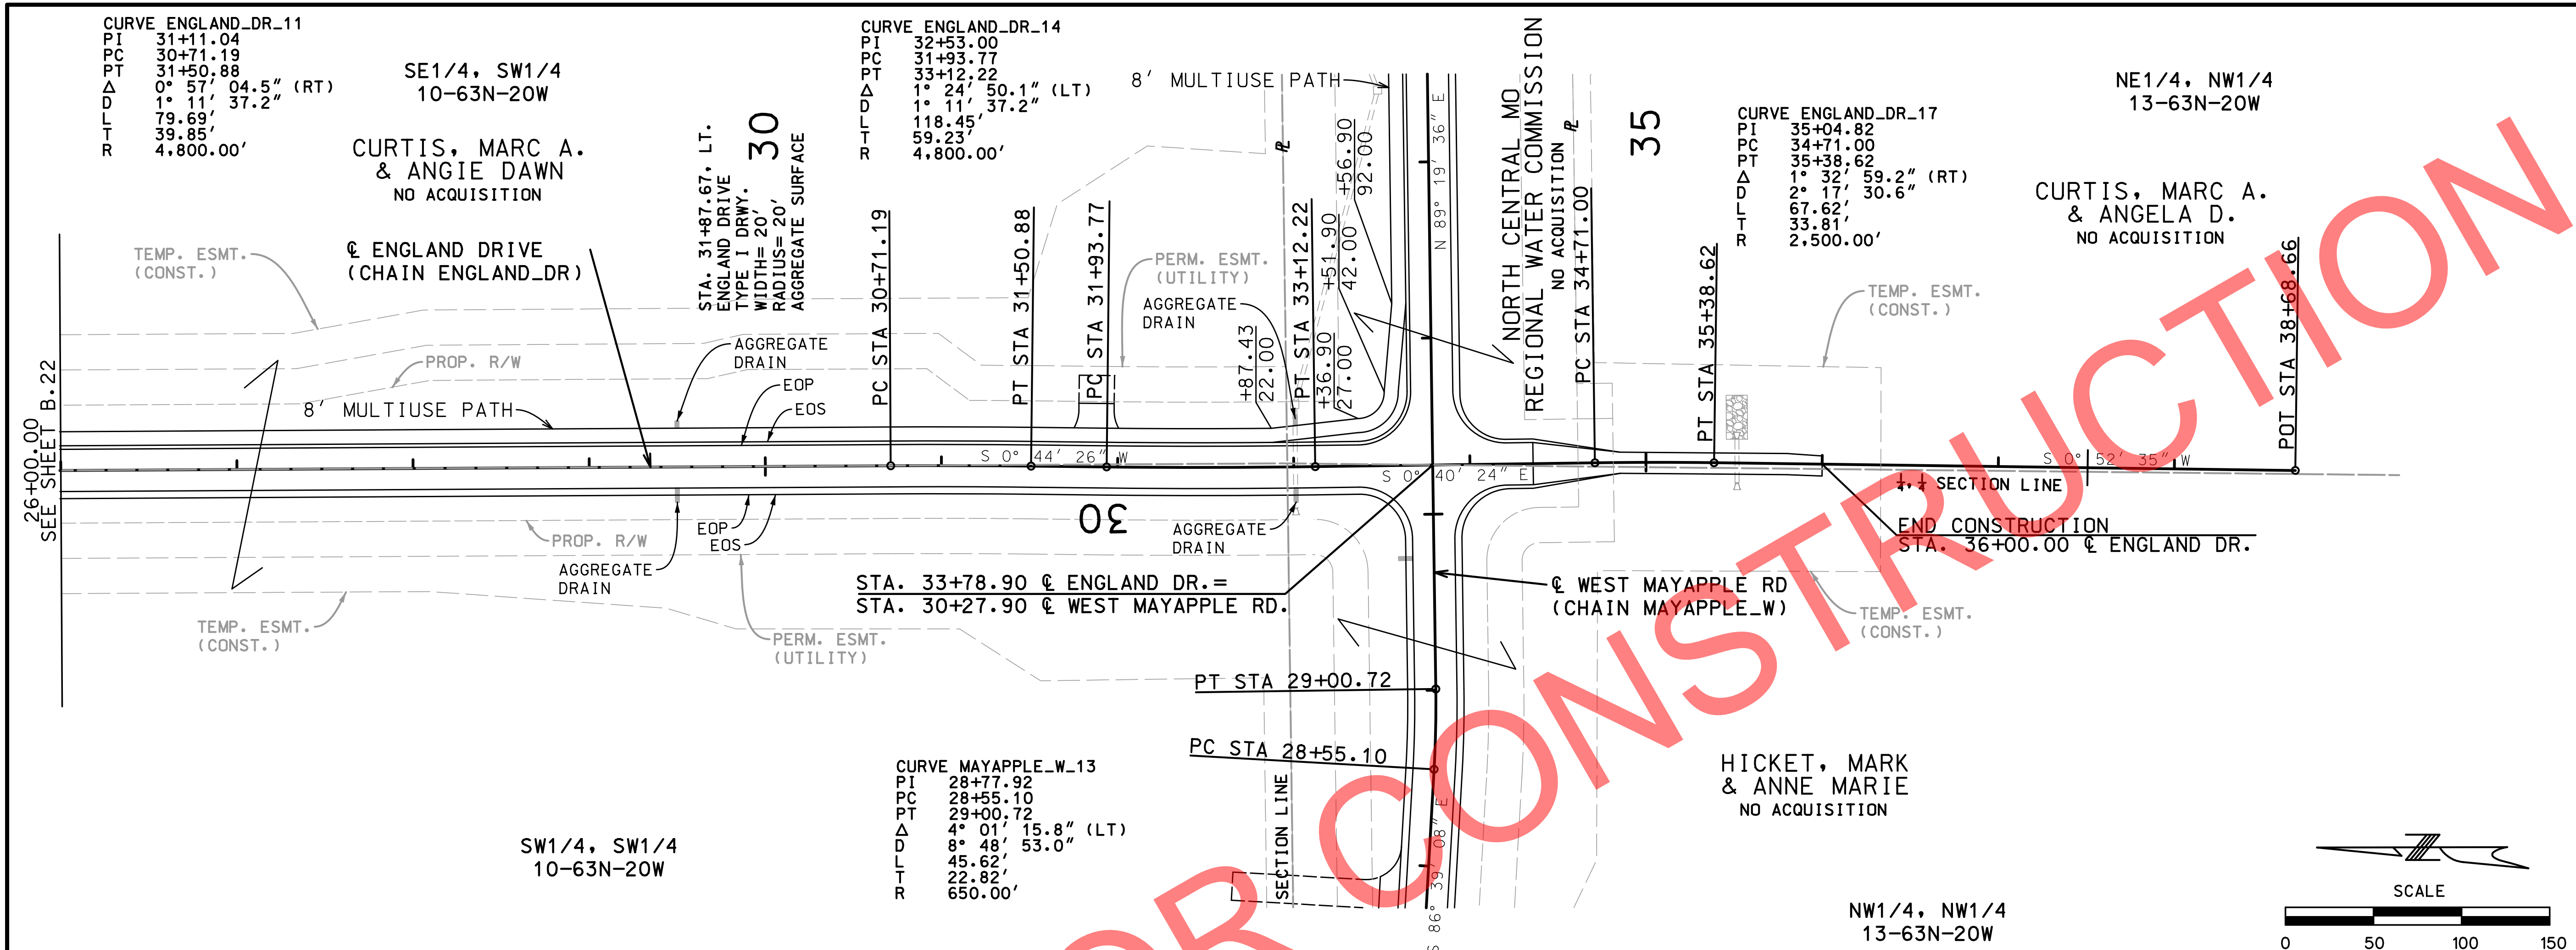 CURVE ENGLAND_DR_11
PI 31+11.04
PC 30+71.19
PT 31+50.88
Δ 0° 57' 04.5" (RT)
D 1° 11' 37.2"
L 79.69'
T 39.85'
R 4,800.00'
SE1/4, SW1/4
10-63N-20W
CURTIS, MARC A.
& ANGIE DAWN
NO ACQUISITION
CURVE ENGLAND_DR_14
PI 32+53.00
PC 31+93.77
PT 33+12.22
Δ 1° 24' 50.1" (LT)
D 1° 11' 37.2"
L 118.45'
T 59.23'
R 4,800.00'
8' MULTIUSE PATH
NORTH CENTRAL MO
REGIONAL WATER COMMISSION
NO ACQUISITION
35
CURVE ENGLAND_DR_17
PI 35+04.82
PC 34+71.00
PT 35+38.62
Δ 1° 32' 59.2" (RT)
D 2° 17' 30.6"
L 67.62'
T 33.81'
R 2,500.00'
NE1/4, NW1/4
13-63N-20W
CURTIS, MARC A.
& ANGELA D.
NO ACQUISITION
STA. 31+87.67, LT.
ENGLAND DRIVE
TYPE I DRWY.
WIDTH= 20'
RADIUS= 20'
AGGREGATE SURFACE
30
TEMP. ESMT.
(CONST.)
℄ ENGLAND DRIVE
(CHAIN ENGLAND_DR)
PROP. R/W
8' MULTIUSE PATH
AGGREGATE
DRAIN
EOP
EOS
PC STA 30+71.19
PT STA 31+50.88
PC STA 31+93.77
PERM. ESMT.
(UTILITY)
AGGREGATE
DRAIN
PT STA 33+12.22
+87.43
22.00
+36.90
27.00
+51.90
42.00
+56.90
92.00
℄
N 89° 19' 36" E
℄
PC STA 34+71.00
PT STA 35+38.62
TEMP. ESMT.
(CONST.)
POT STA 38+68.66
26+00.00
SEE SHEET B.22
S 0° 44' 26" W
S 0° 40' 24" E
S 0° 52' 35" W
¼, ¼ SECTION LINE
END CONSTRUCTION
STA. 36+00.00 ℄ ENGLAND DR.
30
PROP. R/W
EOP
EOS
AGGREGATE
DRAIN
AGGREGATE
DRAIN
TEMP. ESMT.
(CONST.)
PERM. ESMT.
(UTILITY)
STA. 33+78.90 ℄ ENGLAND DR.=
STA. 30+27.90 ℄ WEST MAYAPPLE RD.
℄ WEST MAYAPPLE RD
(CHAIN MAYAPPLE_W)
TEMP. ESMT.
(CONST.)
PT STA 29+00.72
PC STA 28+55.10
SECTION LINE
S 86° 39' 08" E
CURVE MAYAPPLE_W_13
PI 28+77.92
PC 28+55.10
PT 29+00.72
Δ 4° 01' 15.8" (LT)
D 8° 48' 53.0"
L 45.62'
T 22.82'
R 650.00'
SW1/4, SW1/4
10-63N-20W
HICKET, MARK
& ANNE MARIE
NO ACQUISITION
NW1/4, NW1/4
13-63N-20W
SCALE
0 50 100 150
OR CONSTRUCTION